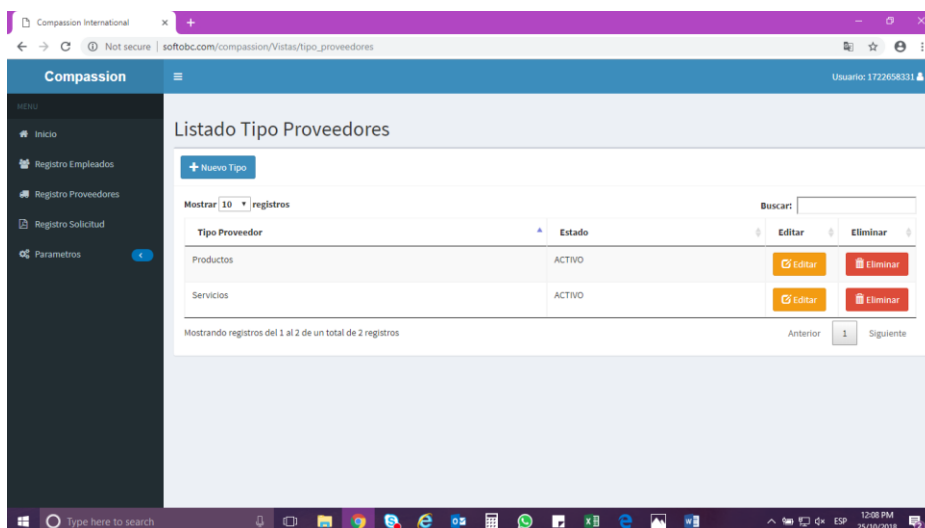 Compassion International
Not secure | softobc.com/compassion/Vistas/tipo_proveedores
Compassion
Usuario: 1722658331
MENU
Inicio
Registro Empleados
Registro Proveedores
Registro Solicitud
Parametros
Listado Tipo Proveedores
Nuevo Tipo
Mostrar 10 registros
Buscar:
Tipo Proveedor Estado Editar Eliminar
Productos ACTIVO Editar Eliminar
Servicios ACTIVO Editar Eliminar
Mostrando registros del 1 al 2 de un total de 2 registros
Anterior 1 Siguiente
Type here to search
ESP
12:08 PM
25/10/2018